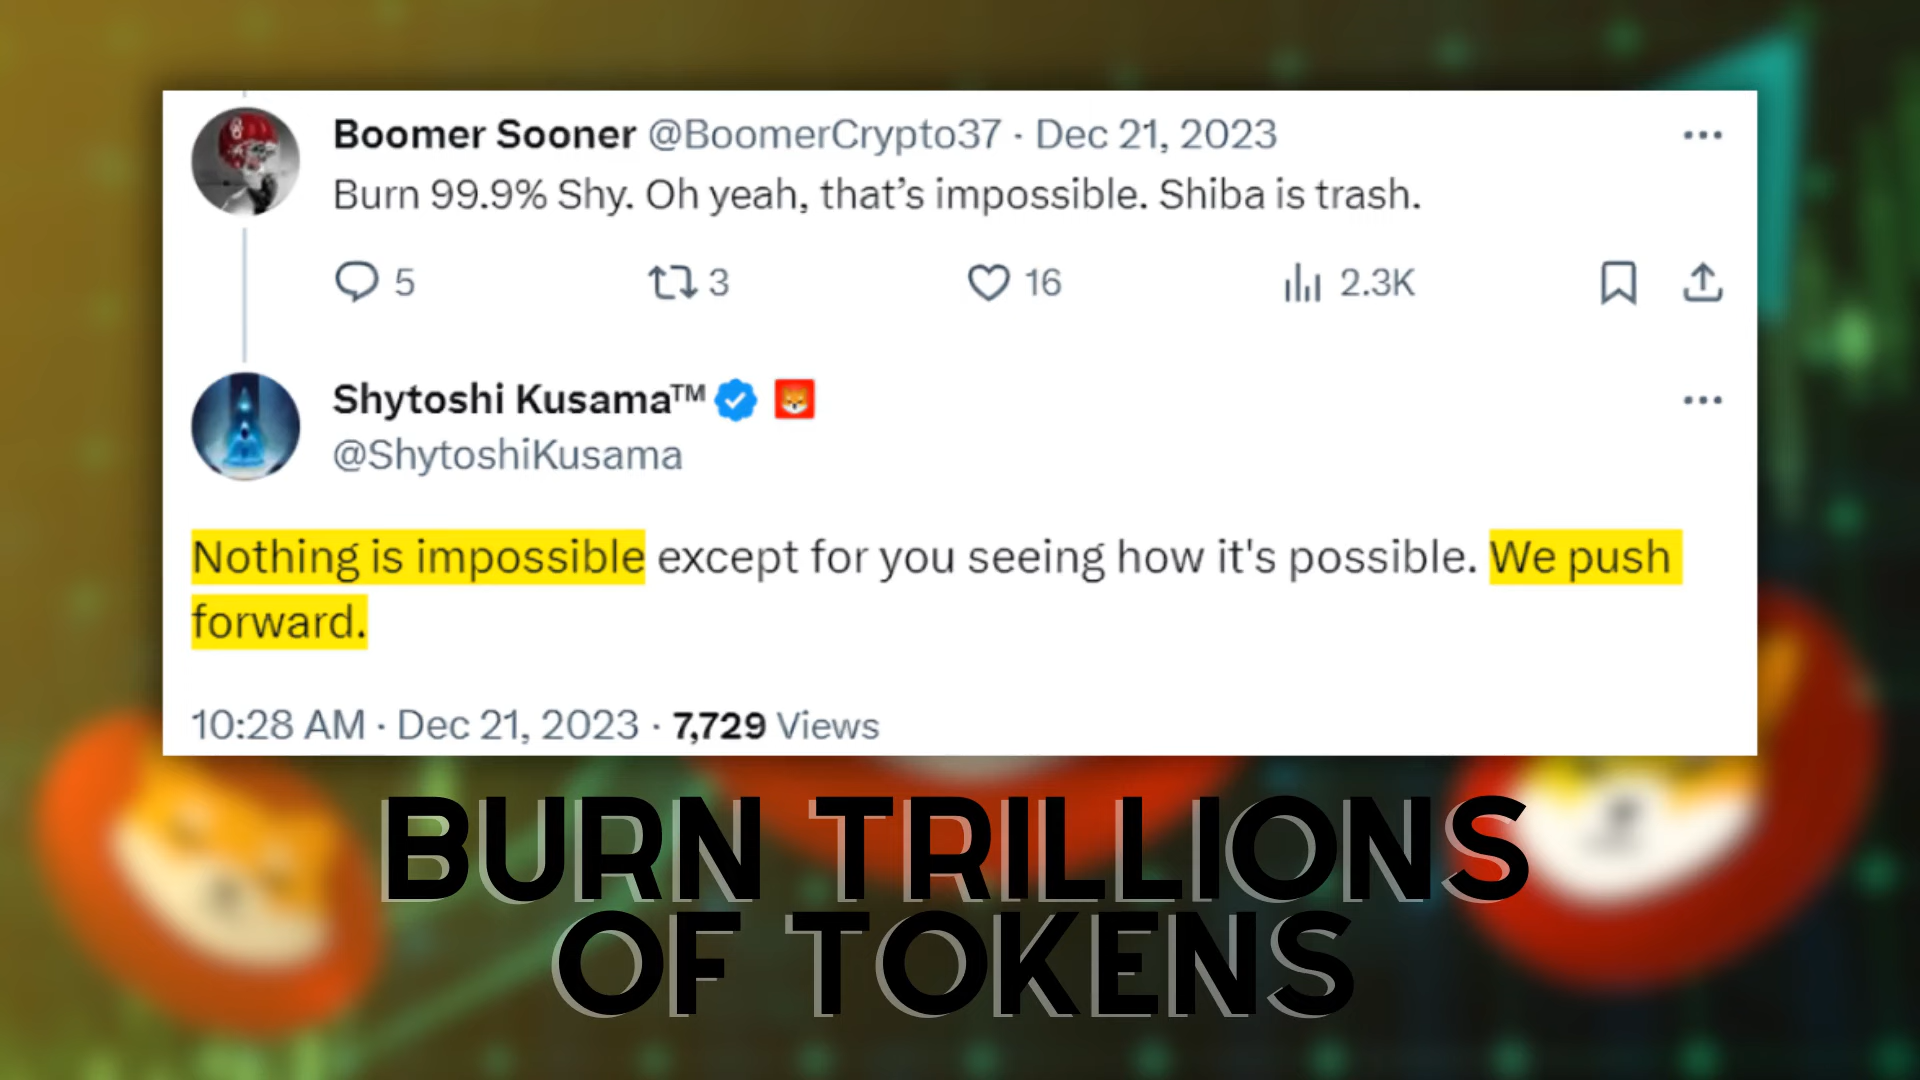 Boomer Sooner @BoomerCrypto37 · Dec 21, 2023
Burn 99.9% Shy. Oh yeah, that’s impossible. Shiba is trash.
5 3 16 2.3K
Shytoshi Kusama™
@ShytoshiKusama
Nothing is impossible except for you seeing how it's possible. We push
forward.
10:28 AM · Dec 21, 2023 · 7,729 Views
BURN TRILLIONS
OF TOKENS